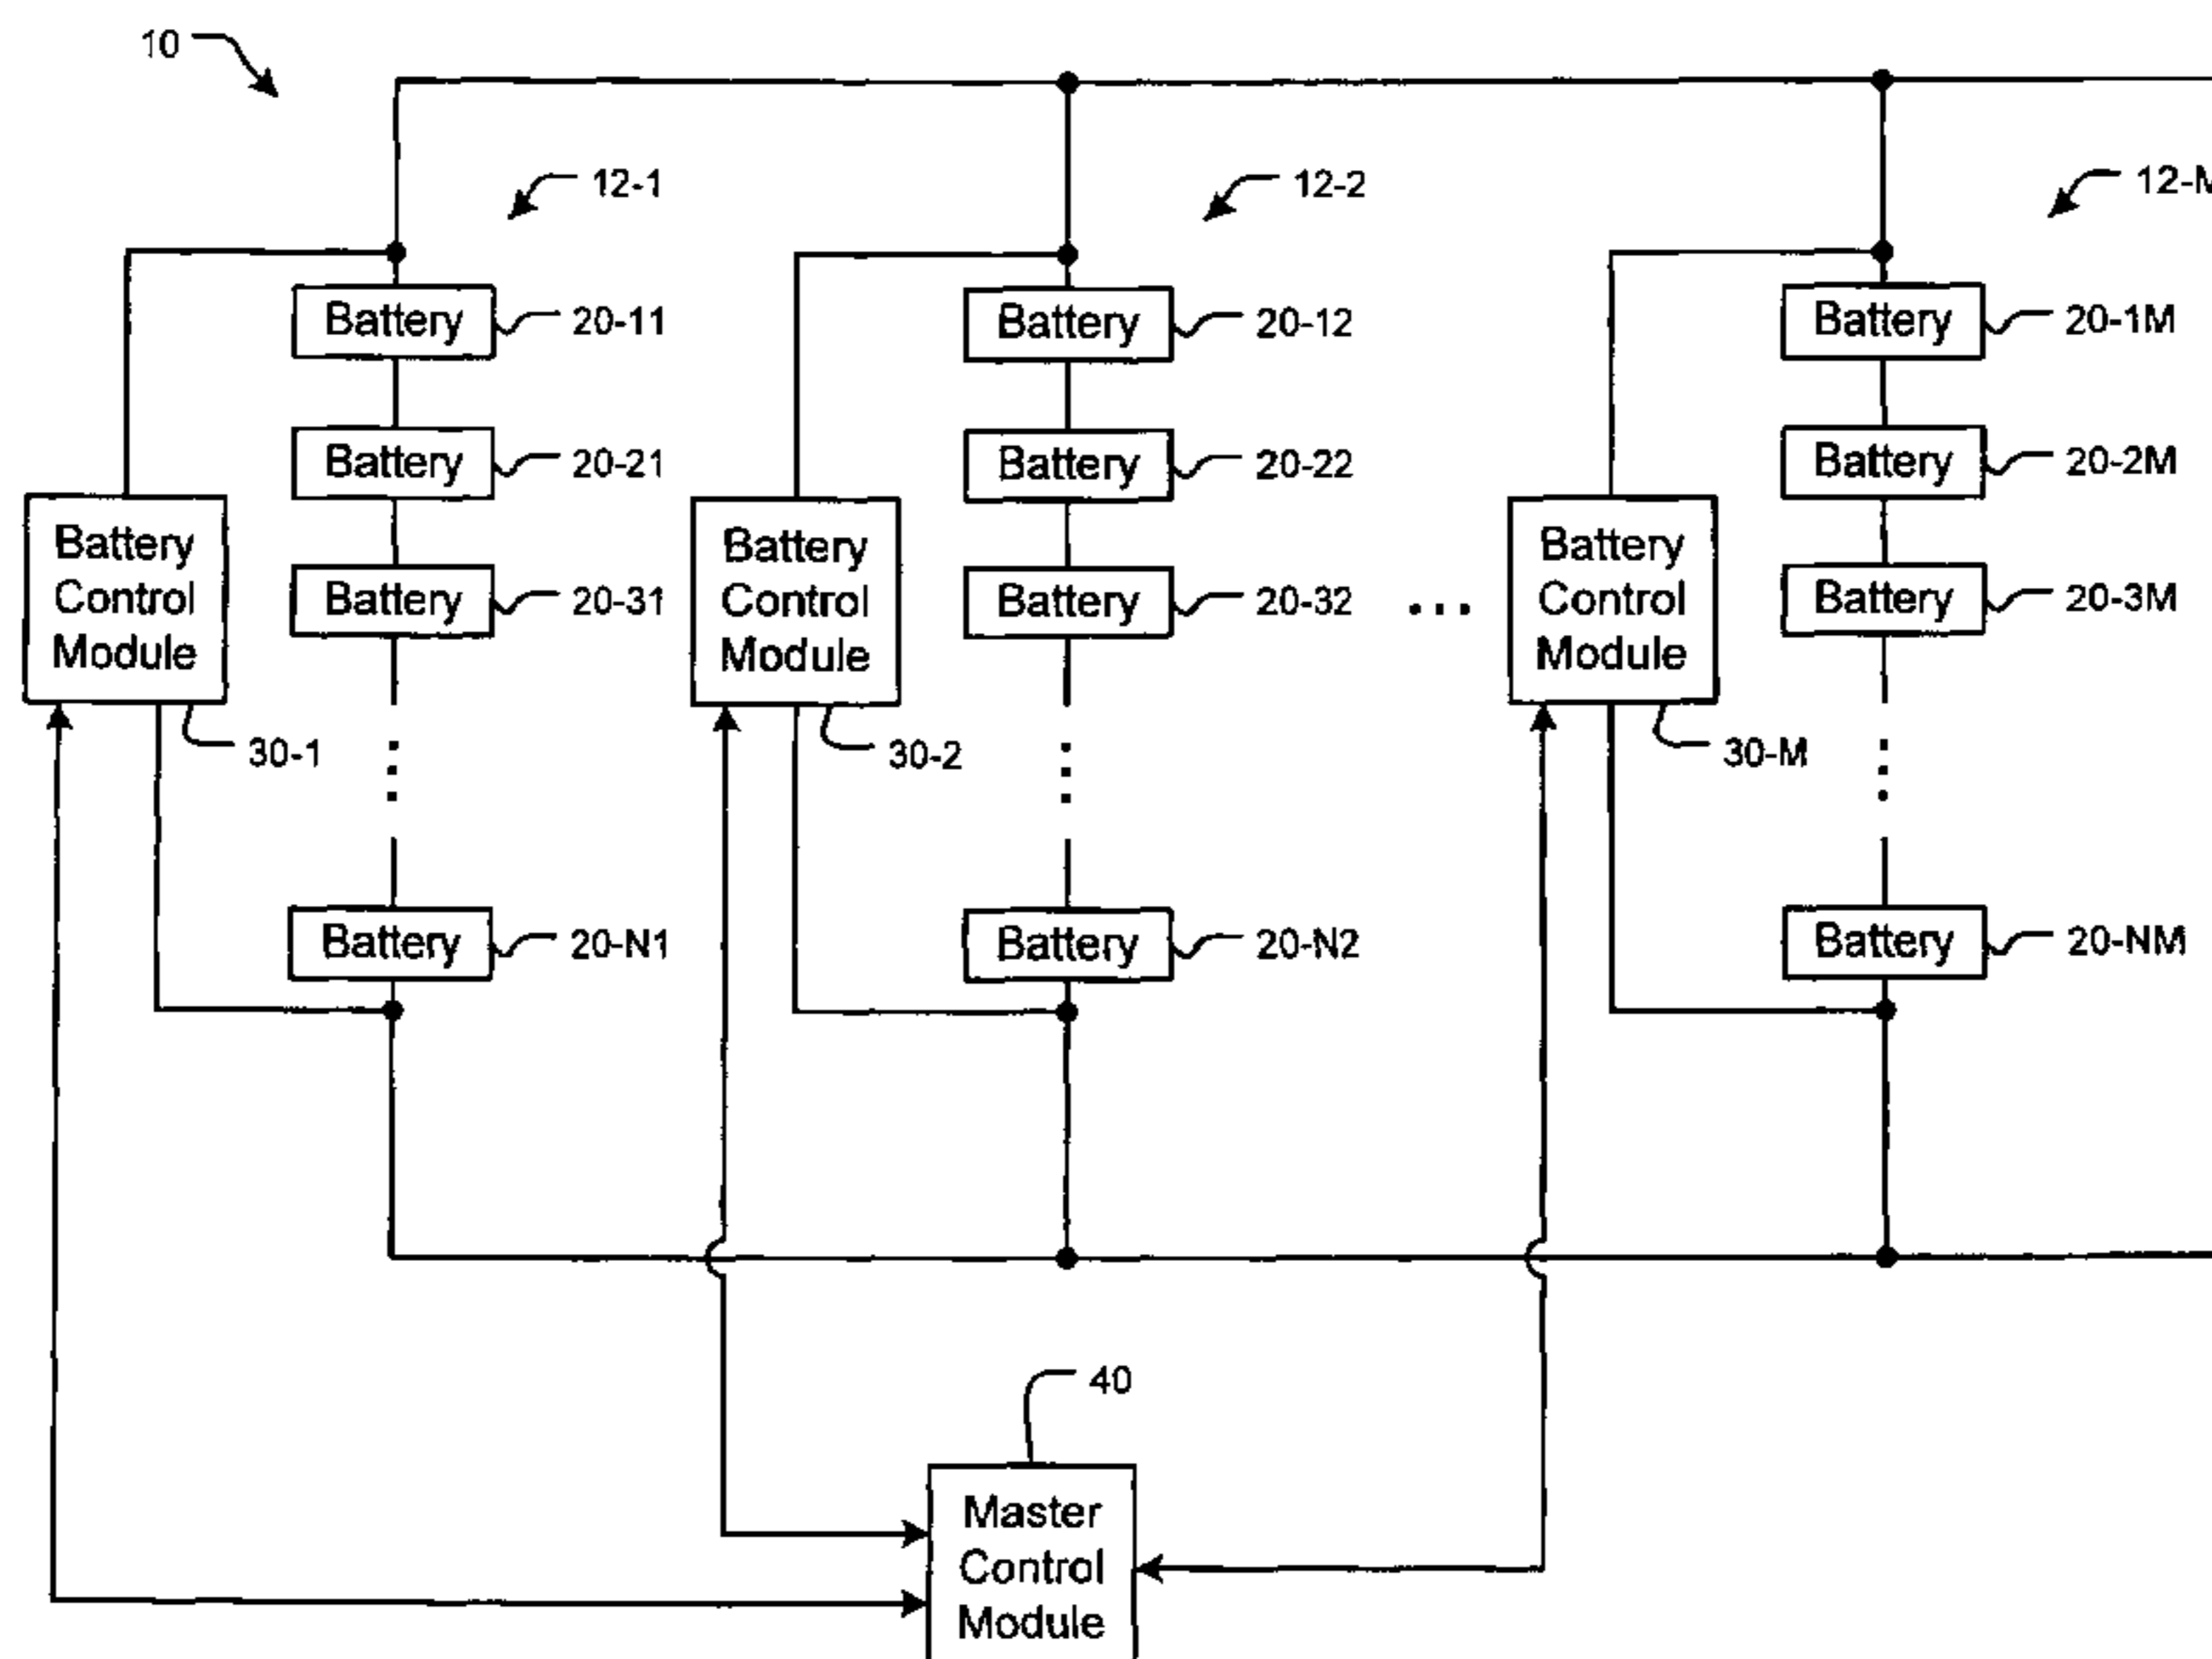 10
12-1
12-2
12-M
Battery
20-11
Battery
20-12
Battery
20-1M
Battery
20-21
Battery
20-22
Battery
20-2M
Battery
Control
Module
Battery
20-31
Battery
Control
Module
Battery
20-32
...
Battery
Control
Module
Battery
20-3M
30-1
30-2
30-M
Battery
20-N1
Battery
20-N2
Battery
20-NM
40
Master
Control
Module